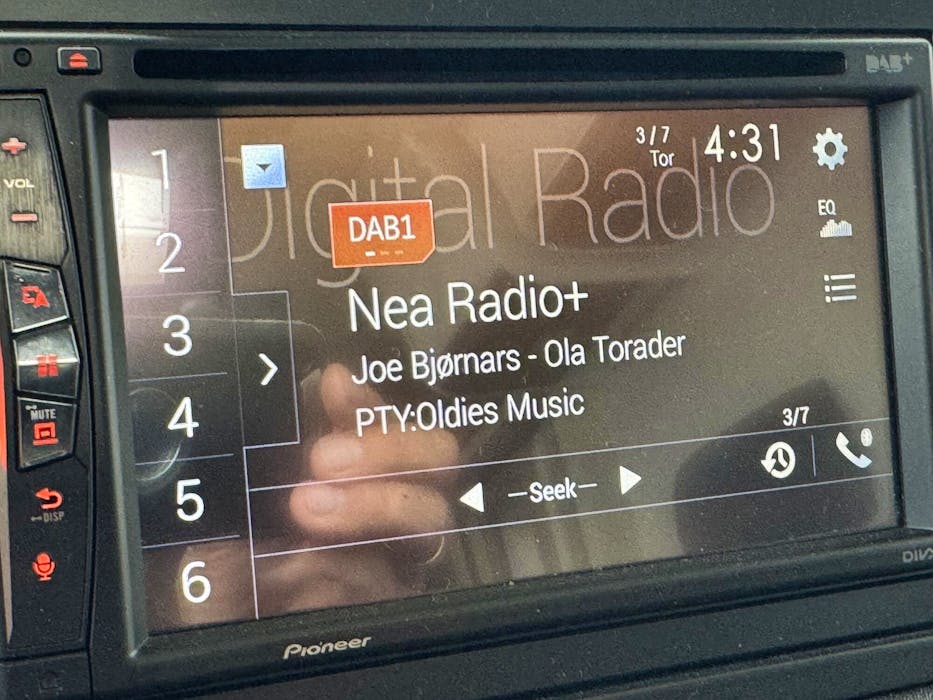 DAB+
VOL
MUTE
DISP
1
2
3
4
5
6
Digital Radio
3/7
Tor
4:31
EQ
DAB1
Nea Radio+
Joe Bjørnars - Ola Torader
PTY:Oldies Music
3/7
Seek
DIVX
Pioneer